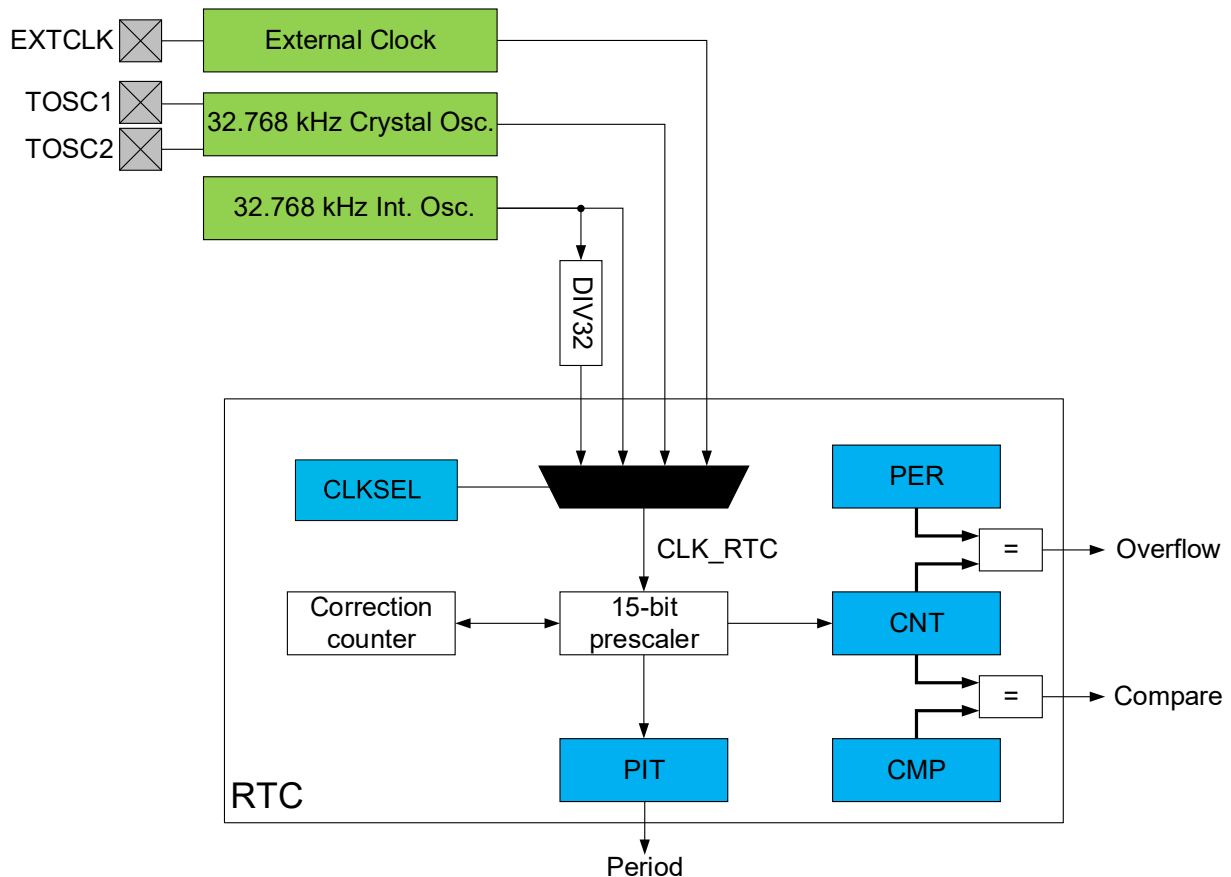 EXTCLK
External Clock
TOSC1
TOSC2
32.768 kHz Crystal Osc.
32.768 kHz Int. Osc.
DIV32
CLKSEL
PER
=
Overflow
CLK_RTC
Correction
counter
15-bit
prescaler
CNT
=
Compare
PIT
CMP
RTC
Period